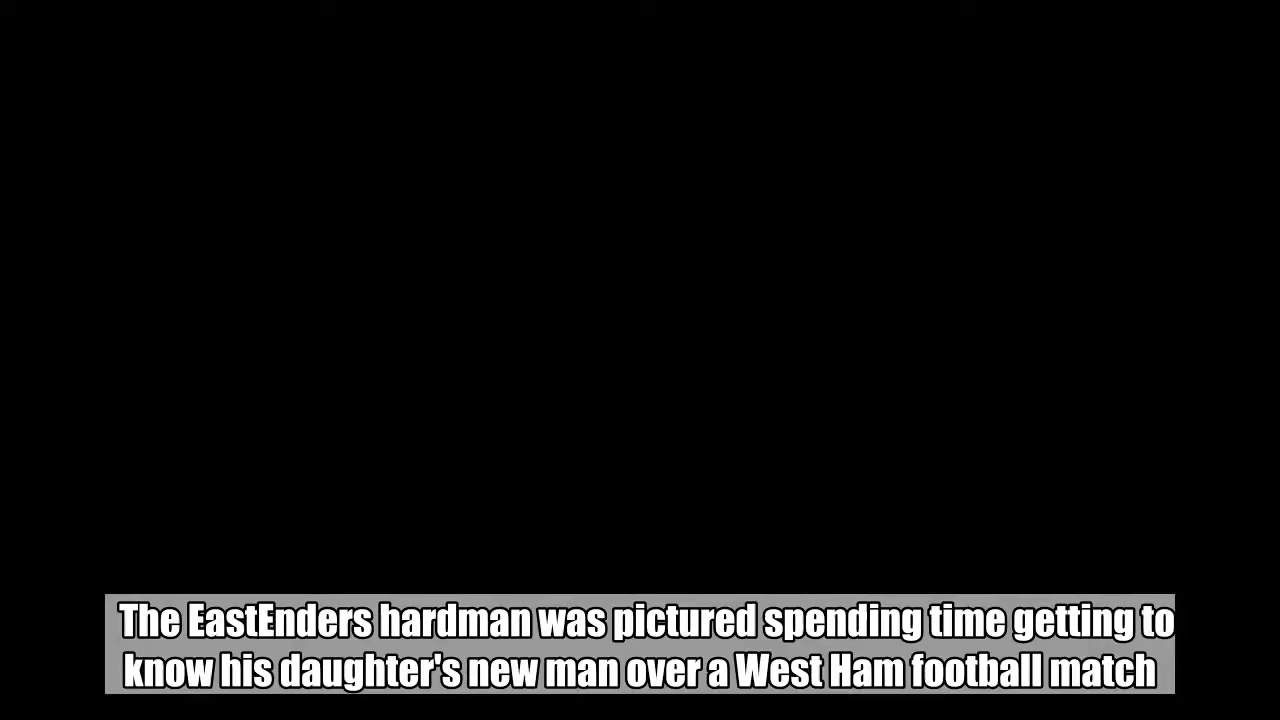 The EastEnders hardman was pictured spending time getting to
know his daughter's new man over a West Ham football match